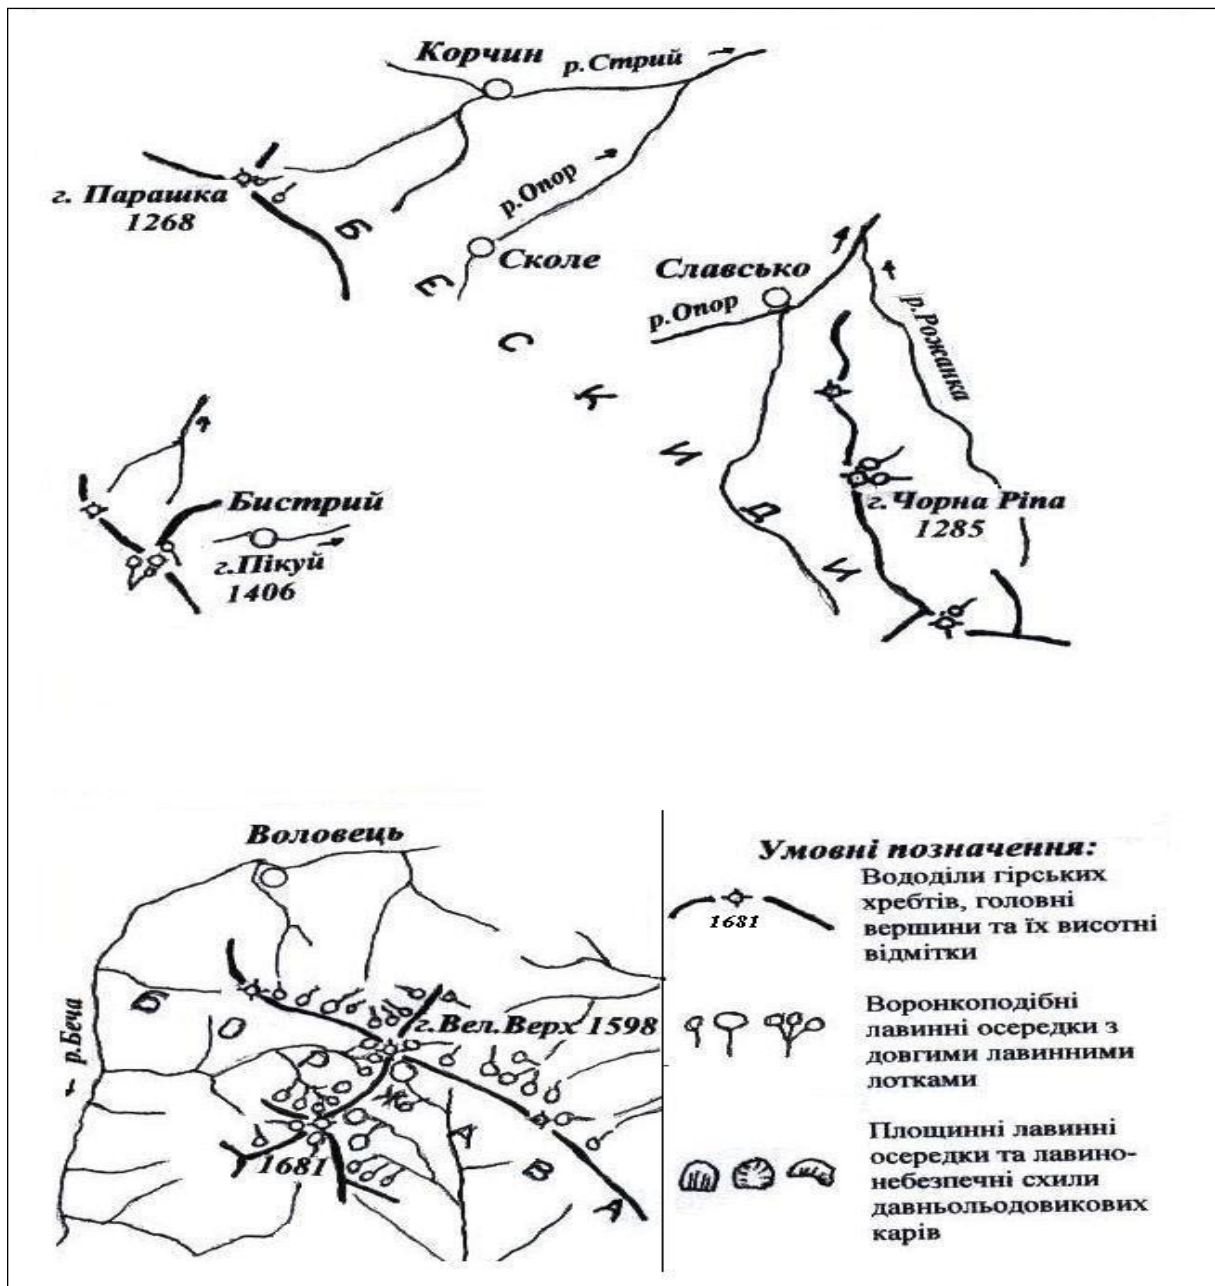 Корчин
р.Стрий
г. Парашка
1268
р.Опор
Сколе
Славсько
р.Опор
р.Рожанка
БЕСКИДИ
г.Чорна Ріпа
1285
Бистрий
г.Пікуй
1406
Воловець
р.Беча
БОРЖАВА
г.Вел.Верх 1598
1681
Умовні позначення:
1681
Вододіли гірських
хребтів, головні
вершини та їх висотні
відмітки
Воронкоподібні
лавинні осередки з
довгими лавинними
лотками
Площинні лавинні
осередки та лавино-
небезпечні схили
давньольодовикових
карів